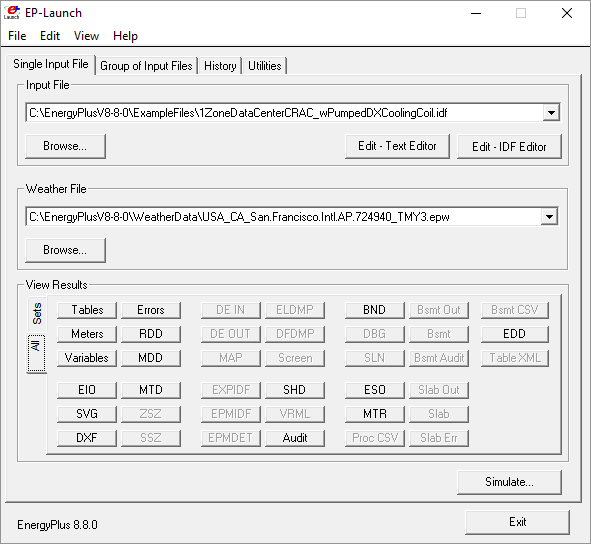 EP-Launch
File Edit View Help
Single Input File Group of Input Files History Utilities
Input File
C:\EnergyPlusV8-8-0\ExampleFiles\1ZoneDataCenterCRAC_wPumpedDXCoolingCoil.idf
Browse... Edit - Text Editor Edit - IDF Editor
Weather File
C:\EnergyPlusV8-8-0\WeatherData\USA_CA_San.Francisco.Intl.AP.724940_TMY3.epw
Browse...
View Results
Sets
All
Tables Errors DE IN ELDMP BND Bsmt Out Bsmt CSV
Meters RDD DE OUT DFDMP DBG Bsmt EDD
Variables MDD MAP Screen SLN Bsmt Audit Table XML
EIO MTD EXPIDF SHD ESO Slab Out
SVG ZSZ EPMIDF VRML MTR Slab
DXF SSZ EPMDET Audit Proc CSV Slab Err
Simulate...
EnergyPlus 8.8.0 Exit